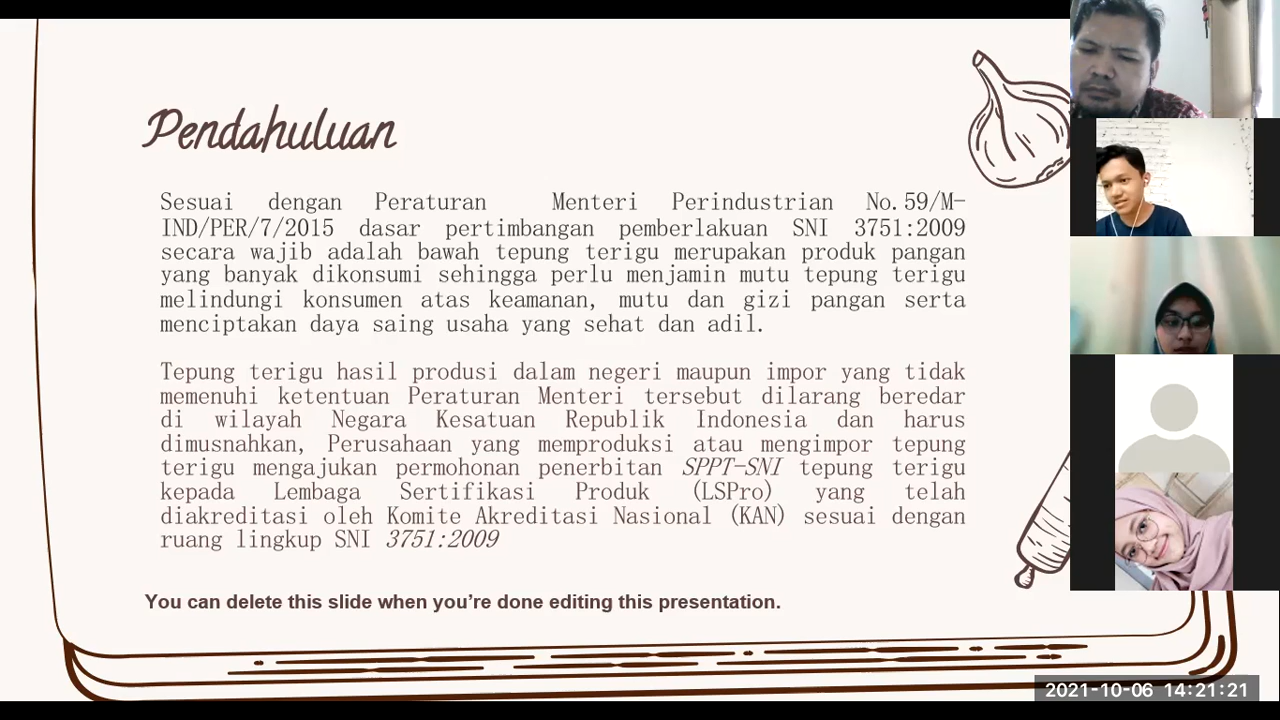 Pendahuluan
Sesuai dengan Peraturan Menteri Perindustrian No.59/M-
IND/PER/7/2015 dasar pertimbangan pemberlakuan SNI 3751:2009
secara wajib adalah bawah tepung terigu merupakan produk pangan
yang banyak dikonsumi sehingga perlu menjamin mutu tepung terigu
melindungi konsumen atas keamanan, mutu dan gizi pangan serta
menciptakan daya saing usaha yang sehat dan adil.
Tepung terigu hasil produsi dalam negeri maupun impor yang tidak
memenuhi ketentuan Peraturan Menteri tersebut dilarang beredar
di wilayah Negara Kesatuan Republik Indonesia dan harus
dimusnahkan, Perusahaan yang memproduksi atau mengimpor tepung
terigu mengajukan permohonan penerbitan SPPT-SNI tepung terigu
kepada Lembaga Sertifikasi Produk (LSPro) yang telah
diakreditasi oleh Komite Akreditasi Nasional (KAN) sesuai dengan
ruang lingkup SNI 3751:2009
You can delete this slide when you’re done editing this presentation.
2021-10-06 14:21:21